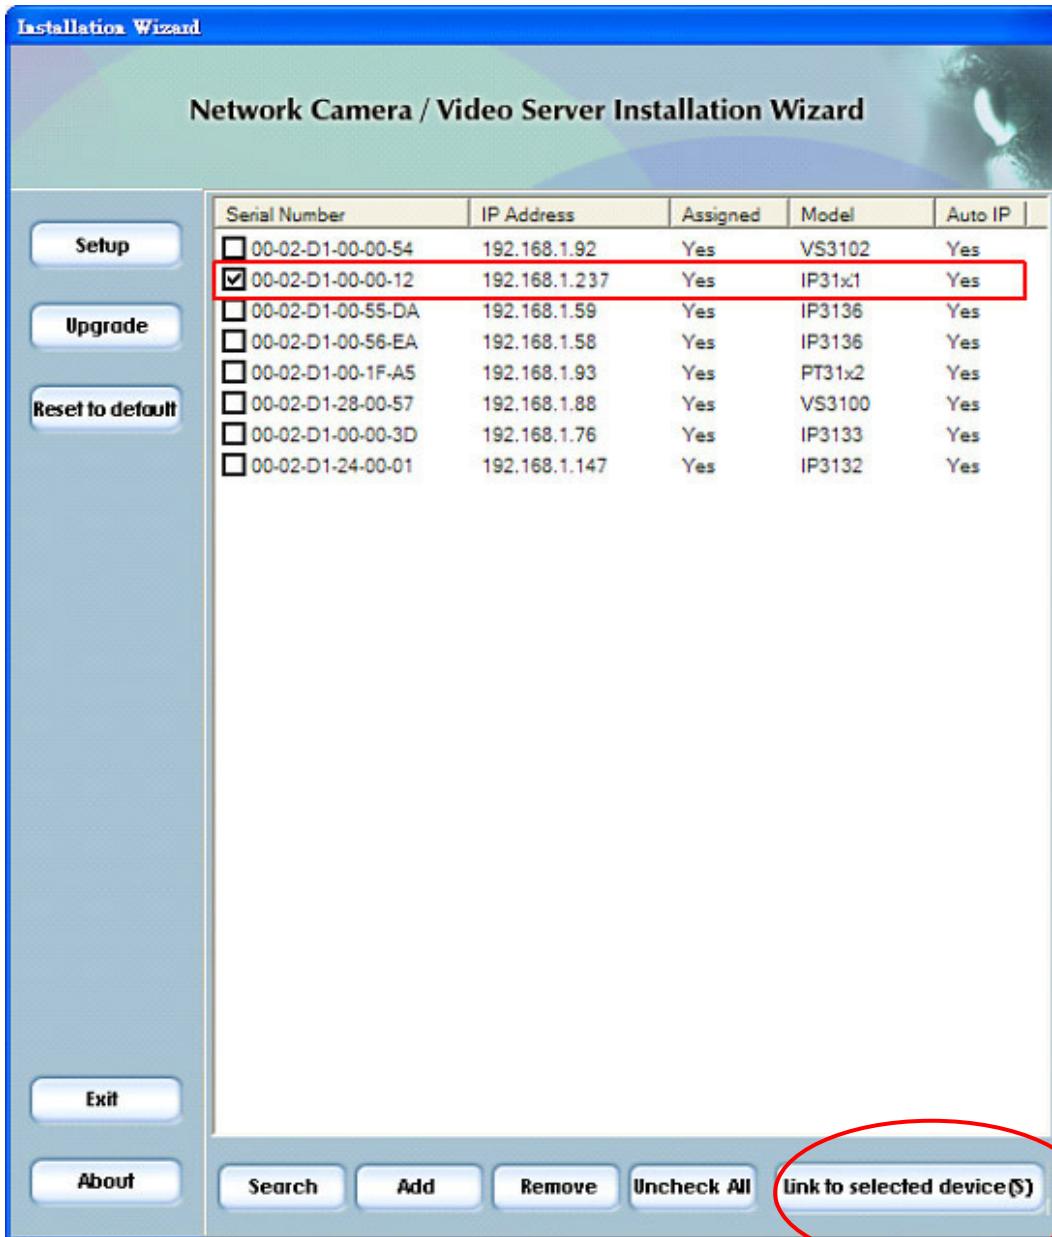 Installation Wizard
Network Camera / Video Server Installation Wizard
Setup
Upgrade
Reset to default
Exit
About
Serial Number IP Address Assigned Model Auto IP
00-02-D1-00-00-54 192.168.1.92 Yes VS3102 Yes
00-02-D1-00-00-12 192.168.1.237 Yes IP31x1 Yes
00-02-D1-00-55-DA 192.168.1.59 Yes IP3136 Yes
00-02-D1-00-56-EA 192.168.1.58 Yes IP3136 Yes
00-02-D1-00-1F-A5 192.168.1.93 Yes PT31x2 Yes
00-02-D1-28-00-57 192.168.1.88 Yes VS3100 Yes
00-02-D1-00-00-3D 192.168.1.76 Yes IP3133 Yes
00-02-D1-24-00-01 192.168.1.147 Yes IP3132 Yes
Search Add Remove Uncheck All Link to selected device(S)